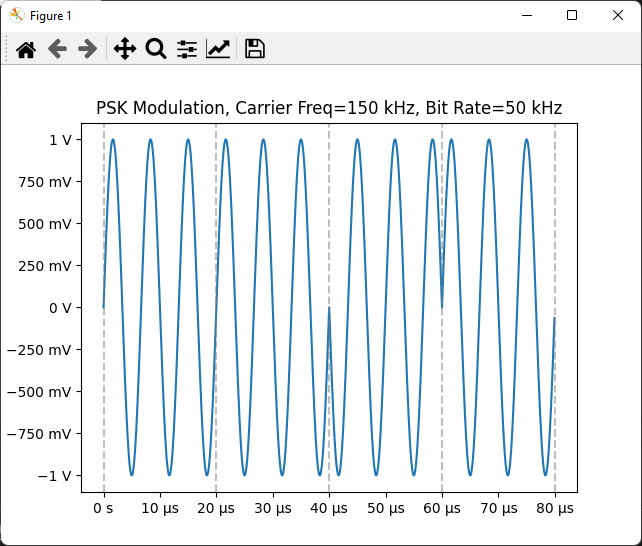 Figure 1
PSK Modulation, Carrier Freq=150 kHz, Bit Rate=50 kHz
1 V
750 mV
500 mV
250 mV
0 V
−250 mV
−500 mV
−750 mV
−1 V
0 s 10 µs 20 µs 30 µs 40 µs 50 µs 60 µs 70 µs 80 µs